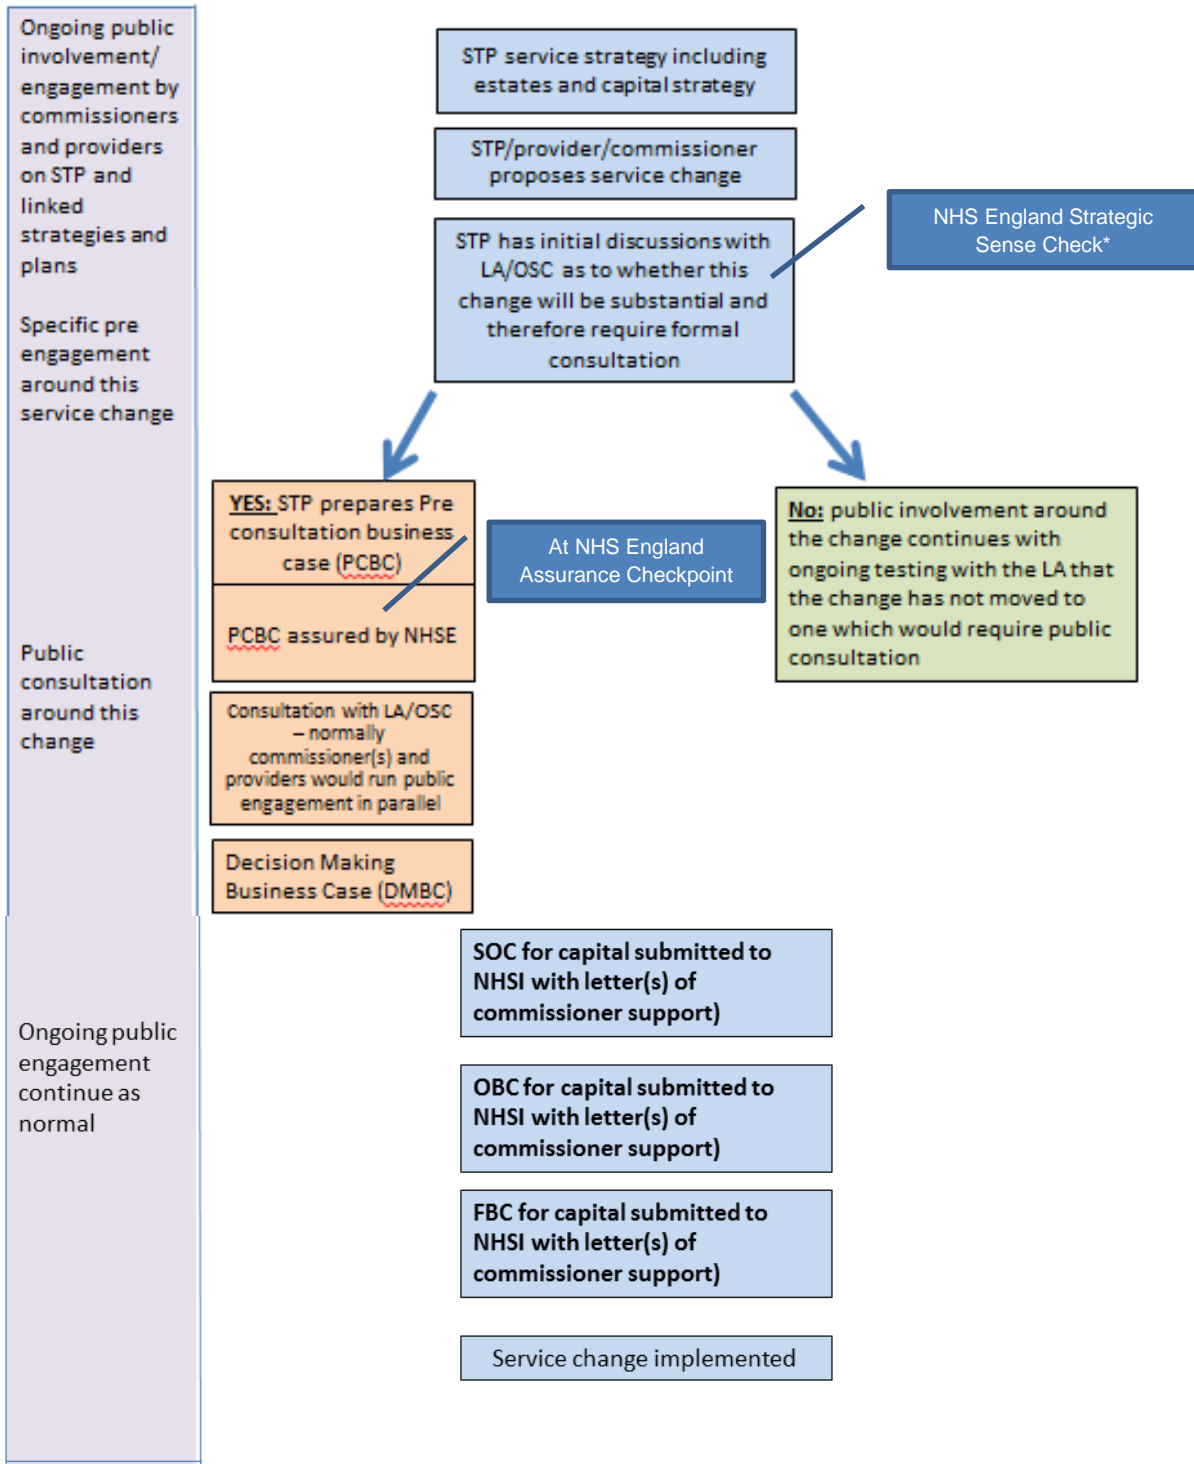 Ongoing public
involvement/
engagement by
commissioners
and providers
on STP and
linked
strategies and
plans
Specific pre
engagement
around this
service change
Public
consultation
around this
change
Ongoing public
engagement
continue as
normal
STP service strategy including
estates and capital strategy
STP/provider/commissioner
proposes service change
STP has initial discussions with
LA/OSC as to whether this
change will be substantial and
therefore require formal
consultation
NHS England Strategic
Sense Check*
YES: STP prepares Pre
consultation business
case (PCBC)
PCBC assured by NHSE
At NHS England
Assurance Checkpoint
No: public involvement around
the change continues with
ongoing testing with the LA that
the change has not moved to
one which would require public
consultation
Consultation with LA/OSC
– normally
commissioner(s) and
providers would run public
engagement in parallel
Decision Making
Business Case (DMBC)
SOC for capital submitted to
NHSI with letter(s) of
commissioner support)
OBC for capital submitted to
NHSI with letter(s) of
commissioner support)
FBC for capital submitted to
NHSI with letter(s) of
commissioner support)
Service change implemented